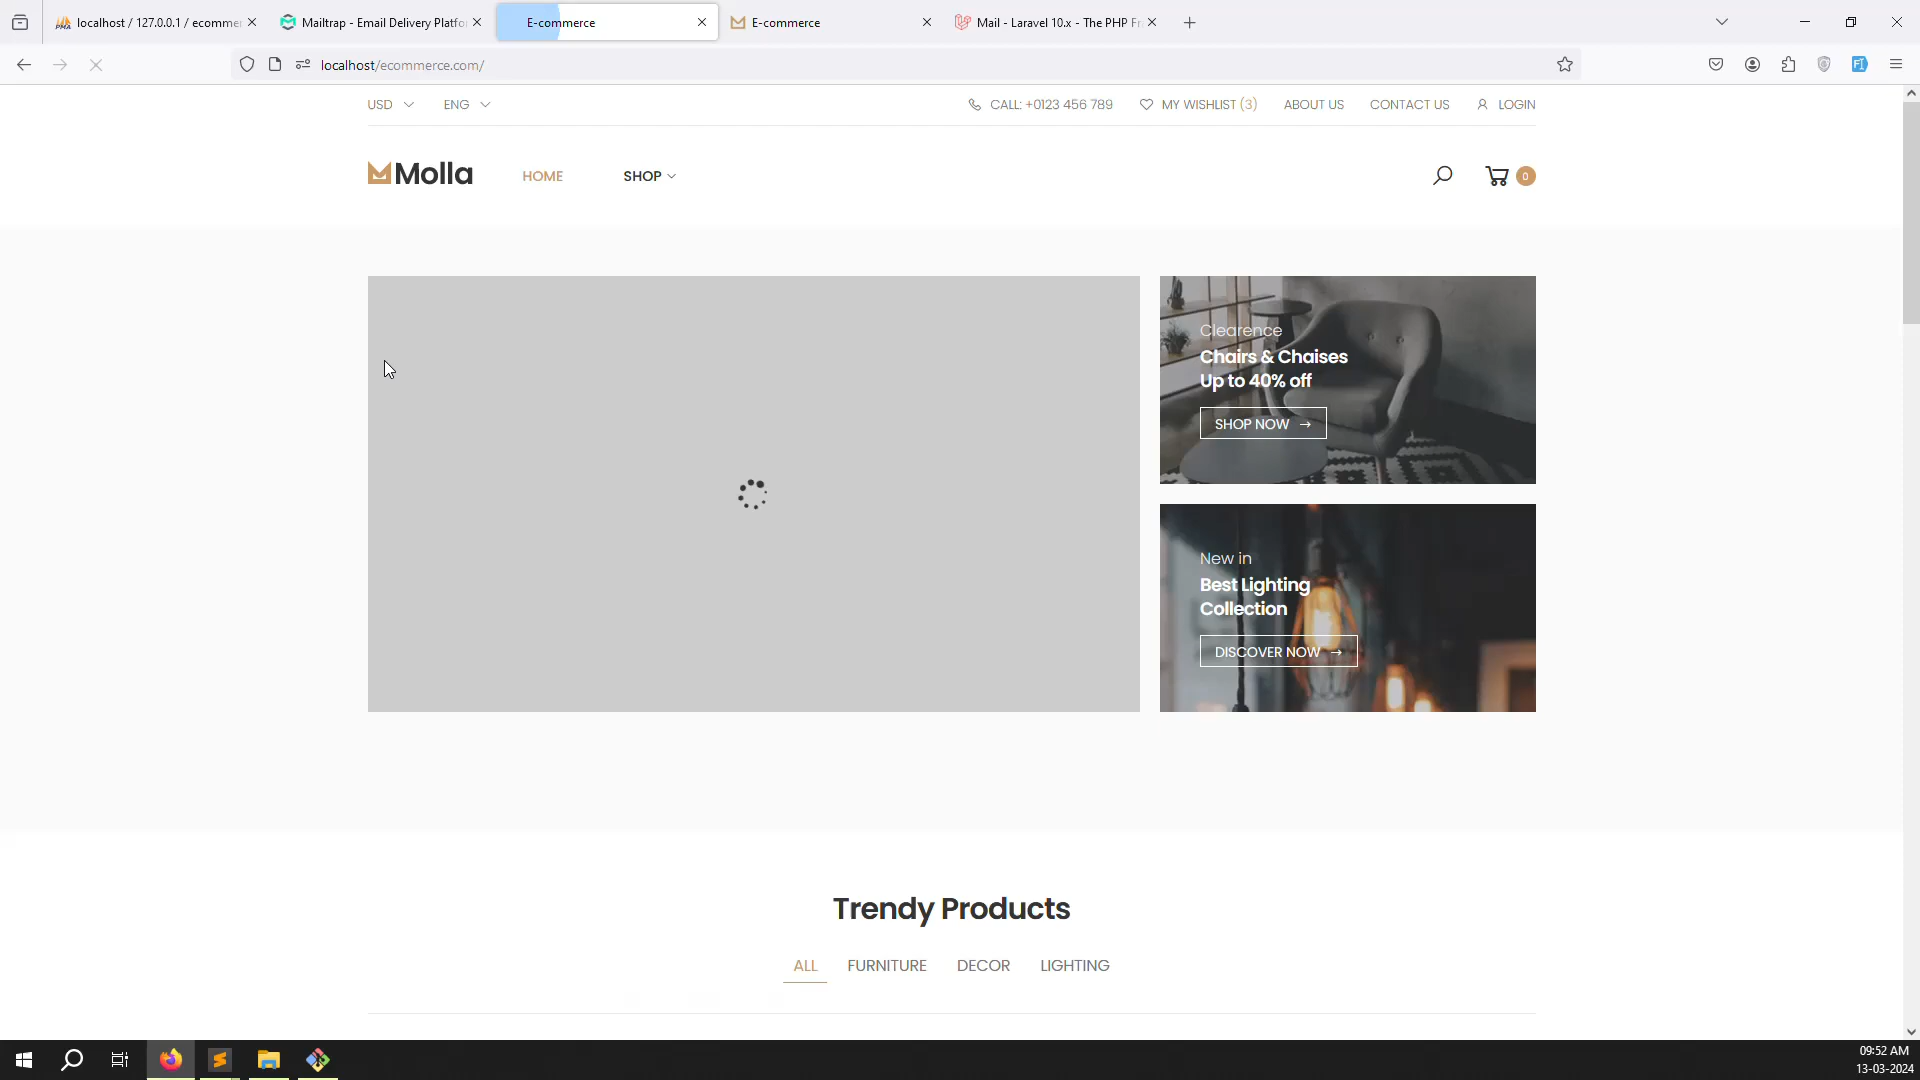 localhost / 127.0.0.1 / ecomme
Mailtrap - Email Delivery Platfo
E-commerce
E-commerce
Mail - Laravel 10.x - The PHP Fr
localhost/ecommerce.com/
USD
ENG
CALL: +0123 456 789
MY WISHLIST (3)
ABOUT US
CONTACT US
LOGIN
Molla
HOME
SHOP
0
Clearence
Chairs & Chaises
Up to 40% off
SHOP NOW →
New in
Best Lighting
Collection
DISCOVER NOW →
Trendy Products
ALL
FURNITURE
DECOR
LIGHTING
09:52 AM
13-03-2024